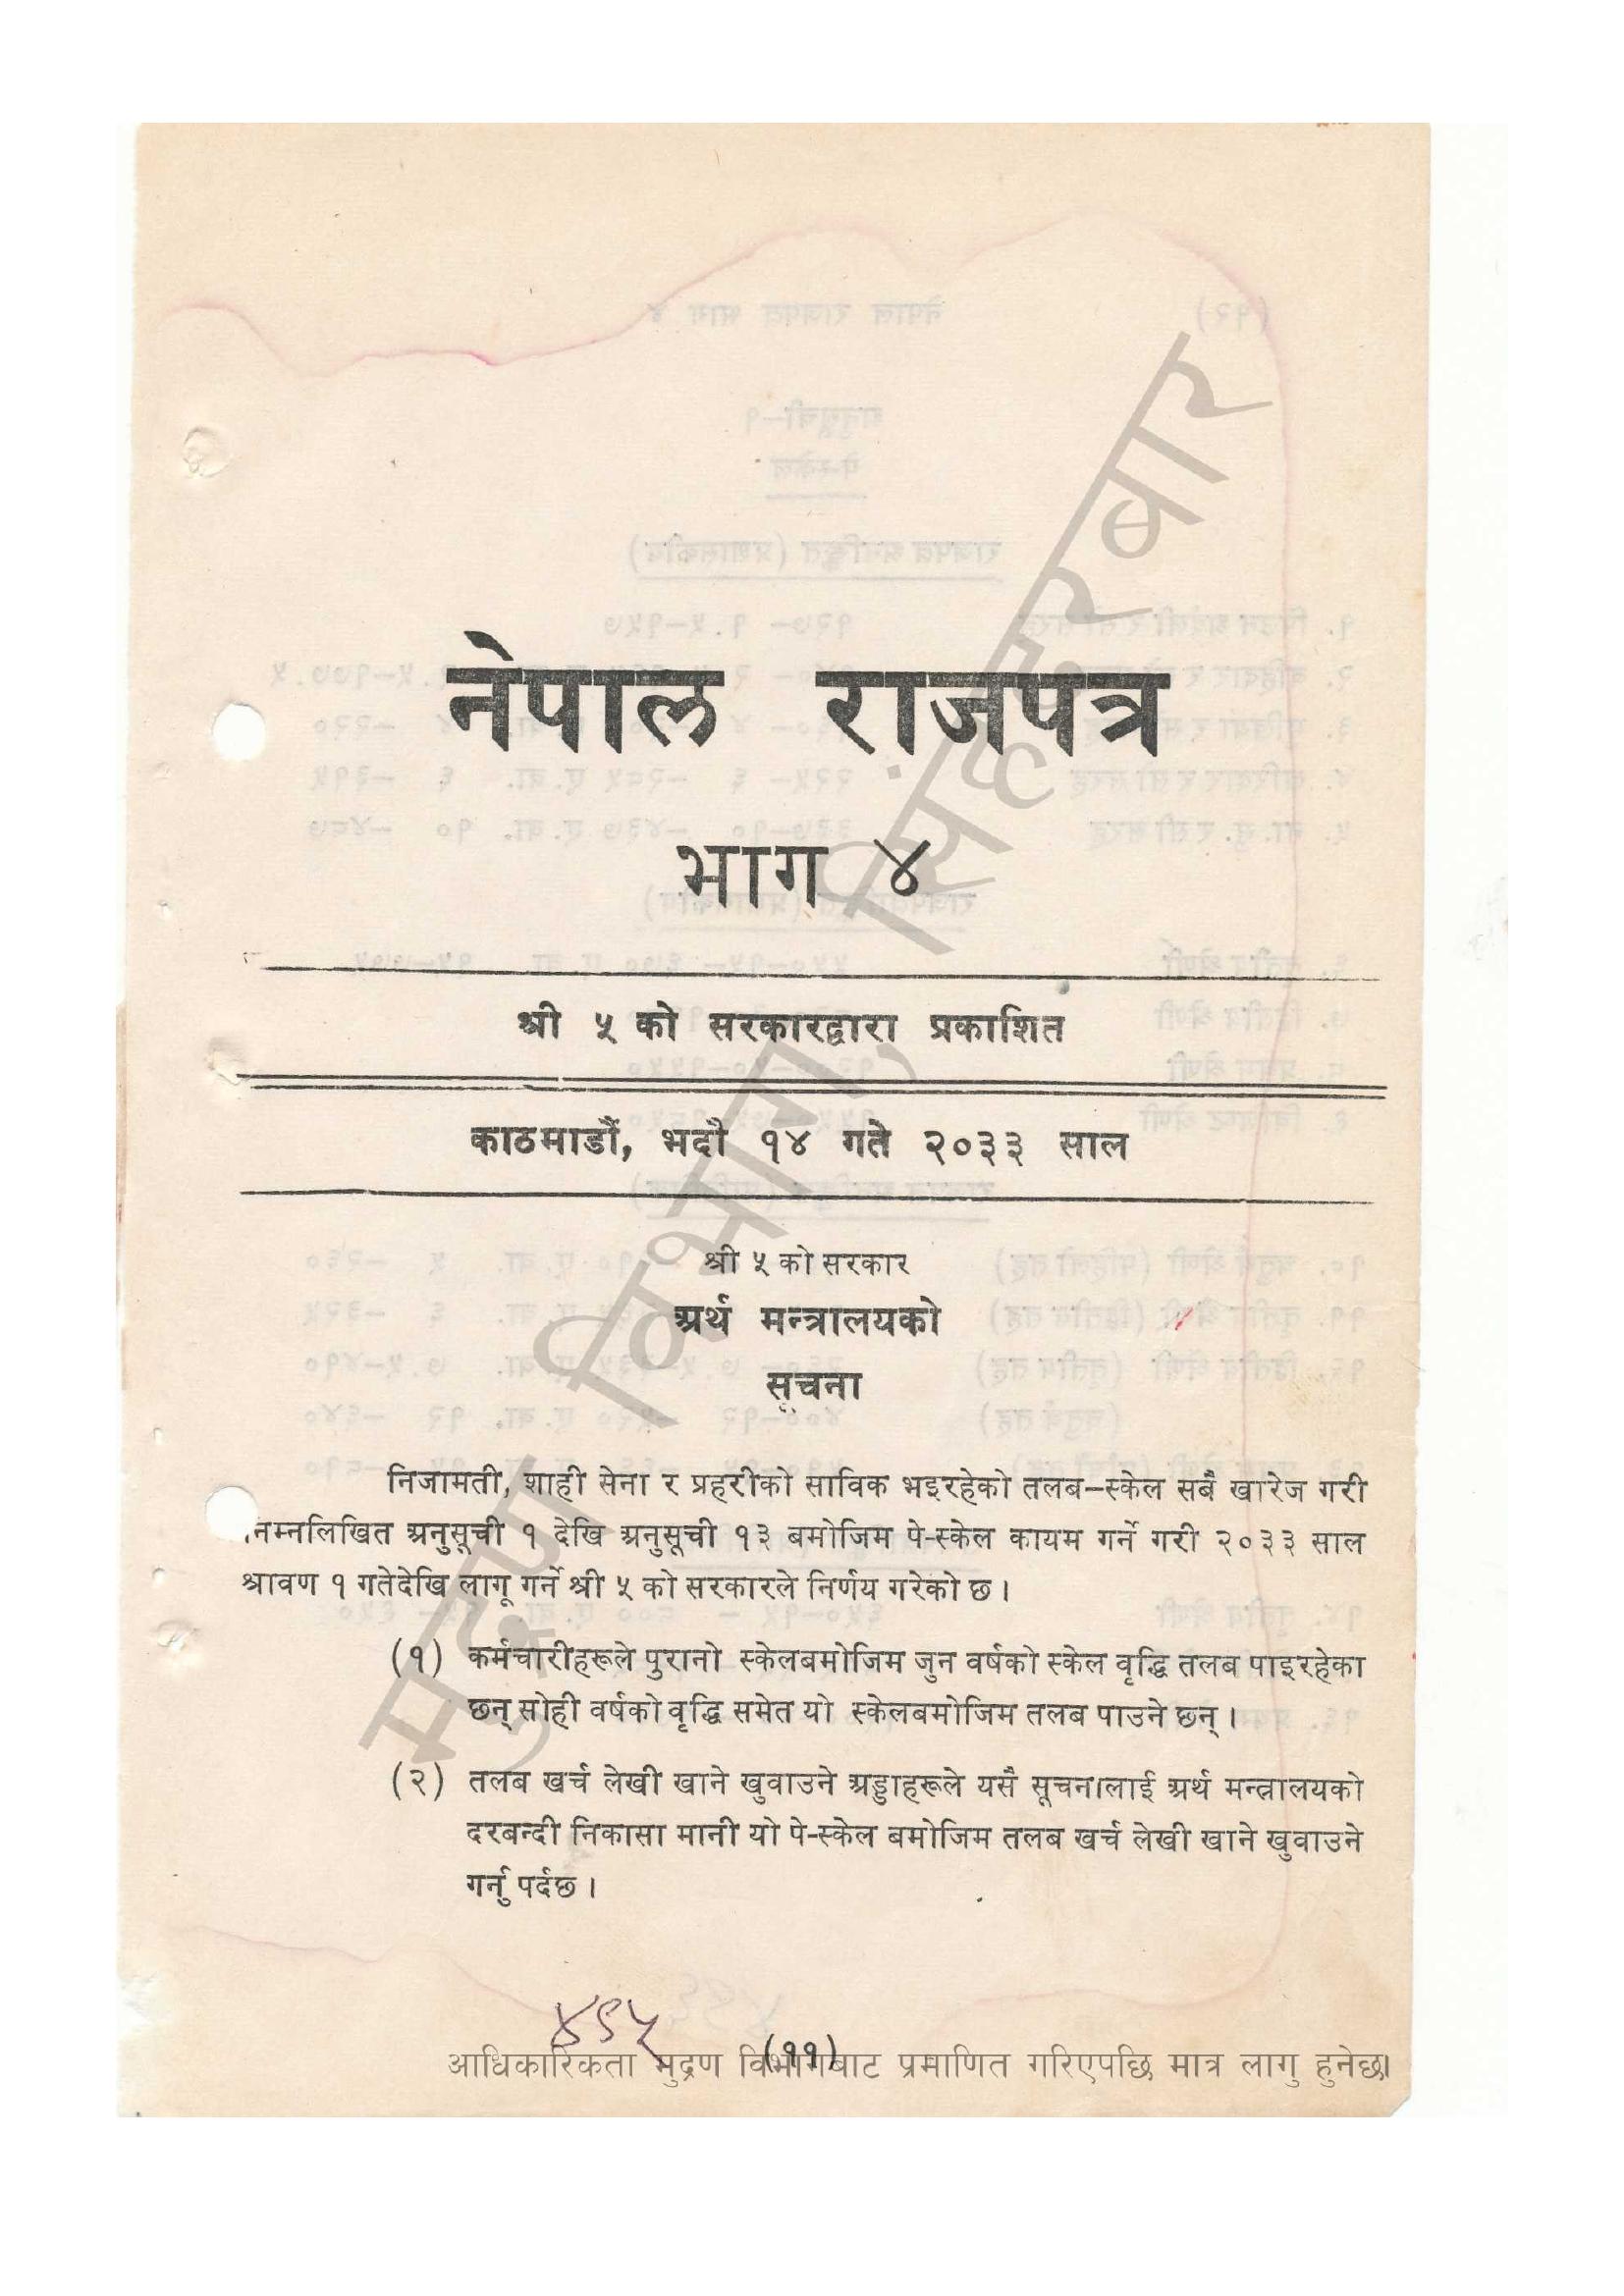 नेपाल राजपत्र
भाग ४
श्री ५ को सरकारद्वारा प्रकाशित
काठमाडौं, भदौ १४ गते २०३३ साल
श्री ५ को सरकार
अर्थ मन्त्रालयको
सूचना
निजामती, शाही सेना र प्रहरीको साविक भइरहेको तलब-स्केल सबै खारेज गरी
निम्नलिखित अनुसूची १ देखि अनुसूची १३ बमोजिम पे-स्केल कायम गर्ने गरी २०३३ साल
श्रावण १ गतेदेखि लागू गर्ने श्री ५ को सरकारले निर्णय गरेको छ।
(१) कर्मचारीहरूले पुरानो स्केलबमोजिम जुन वर्षको स्केल वृद्धि तलब पाइरहेका
छन् सोही वर्षको वृद्धि समेत यो स्केलबमोजिम तलब पाउने छन्।
(२) तलब खर्च लेखी खाने खुवाउने अड्डाहरूले यसै सूचनालाई अर्थ मन्त्रालयको
दरबन्दी निकासा मानी यो पे-स्केल बमोजिम तलब खर्च लेखी खाने खुवाउने
गर्नु पर्दछ।
४९५
(११)
आधिकारिकता मुद्रण विभागबाट प्रमाणित गरिएपछि मात्र लागु हुनेछ।
मुद्रण विभाग, सिंहदरबार